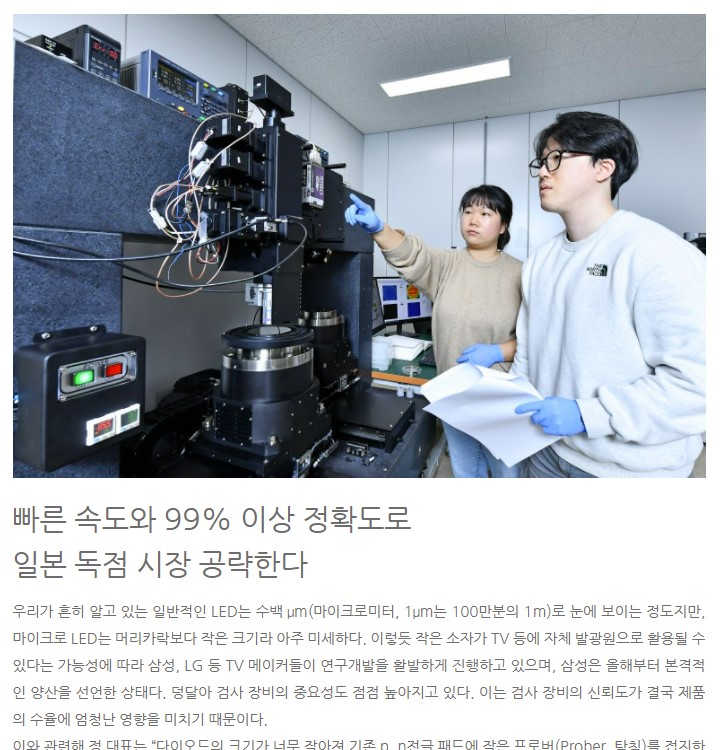 THE
NORTH
FACE
빠른 속도와 99% 이상 정확도로
일본 독점 시장 공략한다
우리가 흔히 알고 있는 일반적인 LED는 수백 μm(마이크로미터, 1μm는 100만분의 1m)로 눈에 보이는 정도지만,
마이크로 LED는 머리카락보다 작은 크기라 아주 미세하다. 이렇듯 작은 소자가 TV 등에 자체 발광원으로 활용될 수
있다는 가능성에 따라 삼성, LG 등 TV 메이커들이 연구개발을 활발하게 진행하고 있으며, 삼성은 올해부터 본격적
인 양산을 선언한 상태다. 덩달아 검사 장비의 중요성도 점점 높아지고 있다. 이는 검사 장비의 신뢰도가 결국 제품
의 수율에 엄청난 영향을 미치기 때문이다.
이와 관련해 정 대표는 “다이오드의 크기가 너무 작아져 기존 p, n전극 패드에 작은 프로버(Prober, 탐침)를 접지하